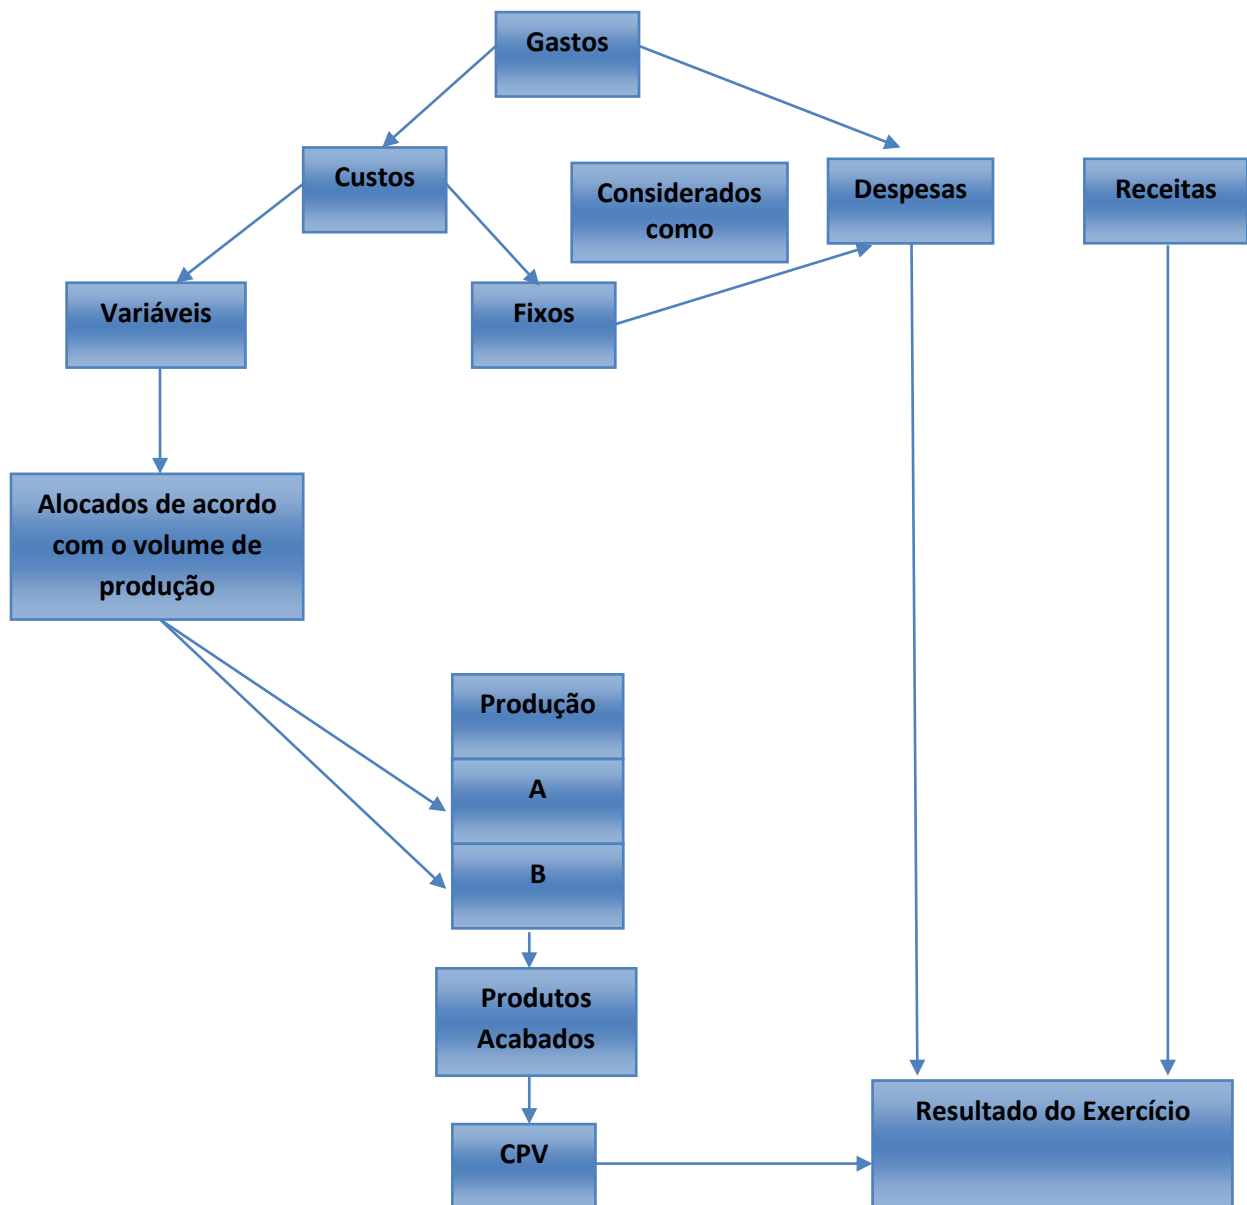 Gastos
Custos
Considerados
como
Despesas
Receitas
Variáveis
Fixos
Alocados de acordo
com o volume de
produção
Produção
A
B
Produtos
Acabados
CPV
Resultado do Exercício